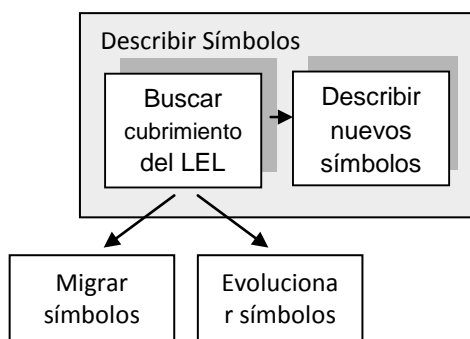 Describir Símbolos
Buscar
cubrimiento
del LEL
Describir
nuevos
símbolos
Migrar
símbolos
Evoluciona
r símbolos